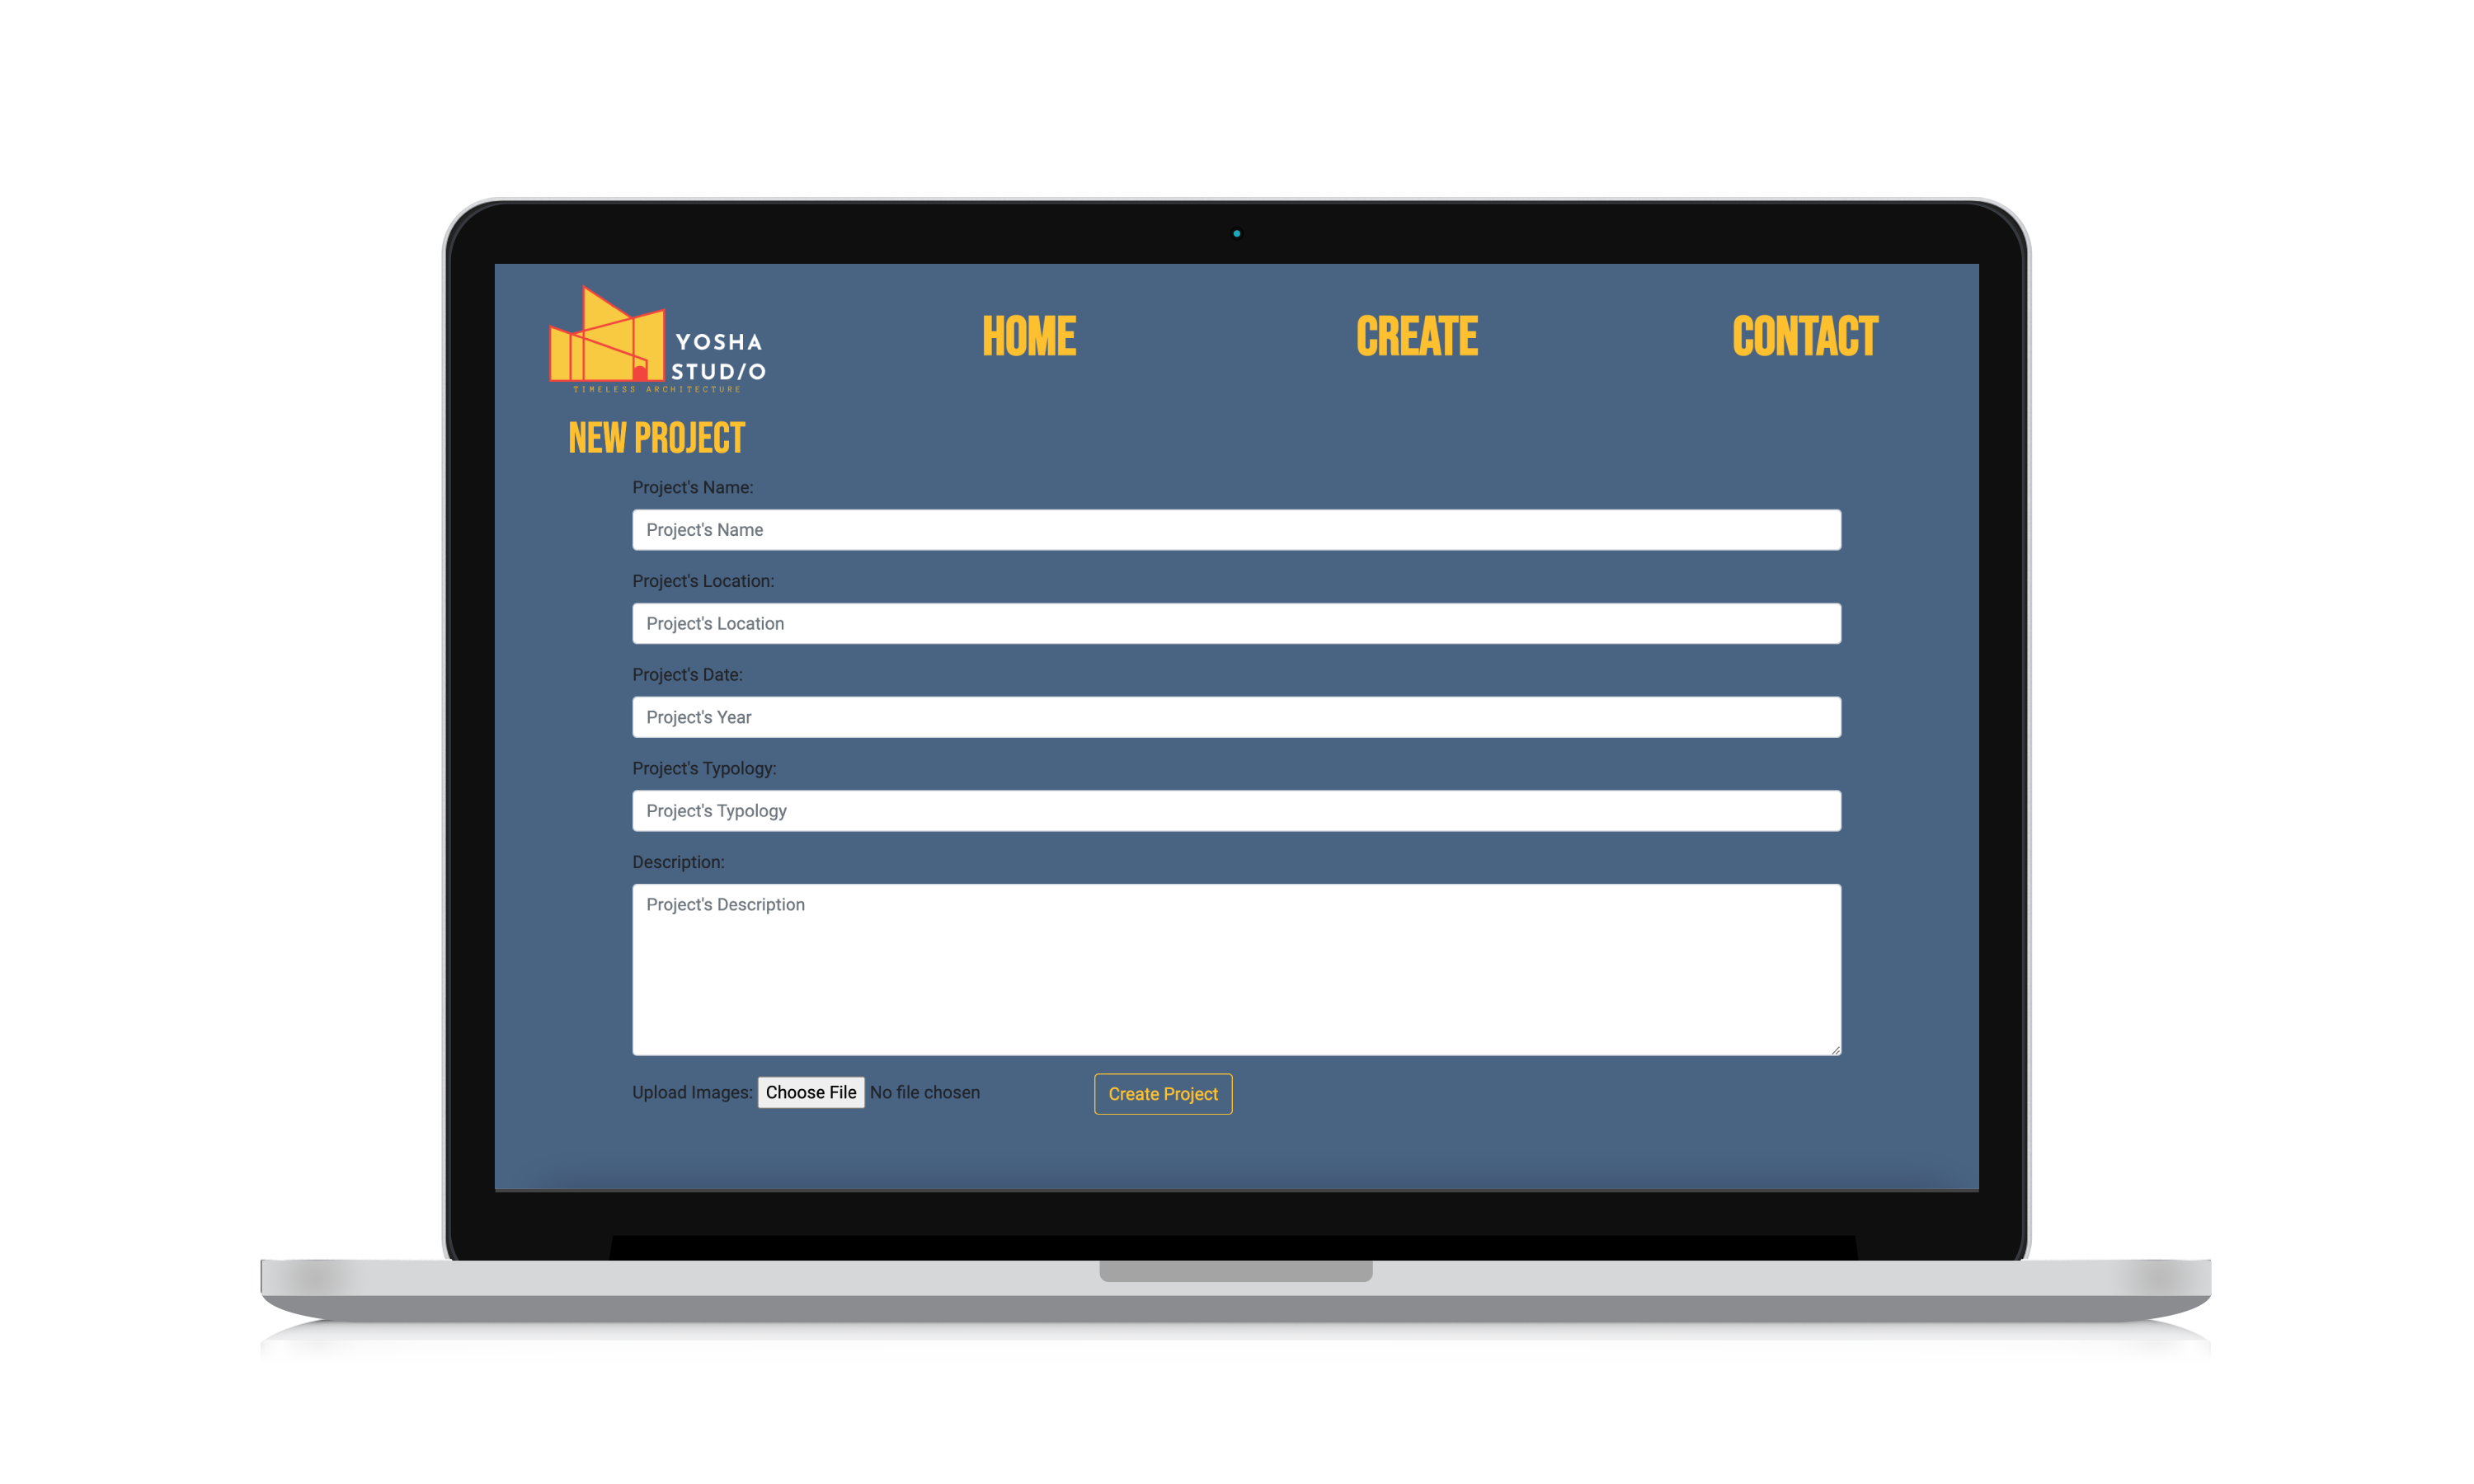 YOSHA
STUD/O
TIMELESS ARCHITECTURE
HOME CREATE CONTACT
NEW PROJECT
Project's Name:
Project's Name
Project's Location:
Project's Location
Project's Date:
Project's Year
Project's Typology:
Project's Typology
Description:
Project's Description
Upload Images: Choose File No file chosen Create Project